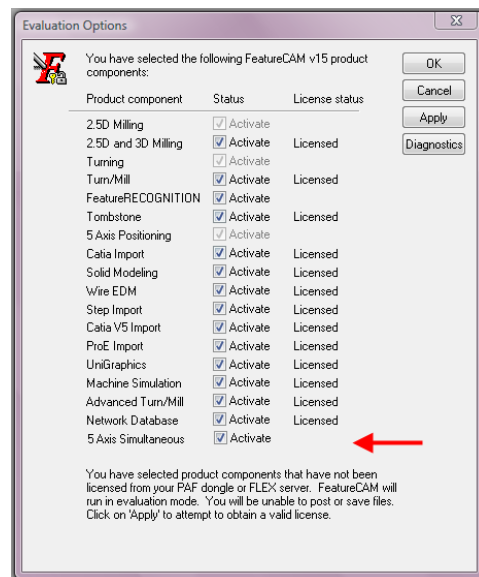 Evaluation Options
You have selected the following FeatureCAM v15 product
components:
OK
Cancel
Apply
Diagnostics
Product component Status License status
2.5D Milling Activate
2.5D and 3D Milling Activate Licensed
Turning Activate
Turn/Mill Activate Licensed
FeatureRECOGNITION Activate
Tombstone Activate Licensed
5 Axis Positioning Activate
Catia Import Activate Licensed
Solid Modeling Activate Licensed
Wire EDM Activate Licensed
Step Import Activate Licensed
Catia V5 Import Activate Licensed
ProE Import Activate Licensed
UniGraphics Activate Licensed
Machine Simulation Activate Licensed
Advanced Turn/Mill Activate Licensed
Network Database Activate Licensed
5 Axis Simultaneous Activate
You have selected product components that have not been
licensed from your PAF dongle or FLEX server. FeatureCAM will
run in evaluation mode. You will be unable to post or save files.
Click on 'Apply' to attempt to obtain a valid license.